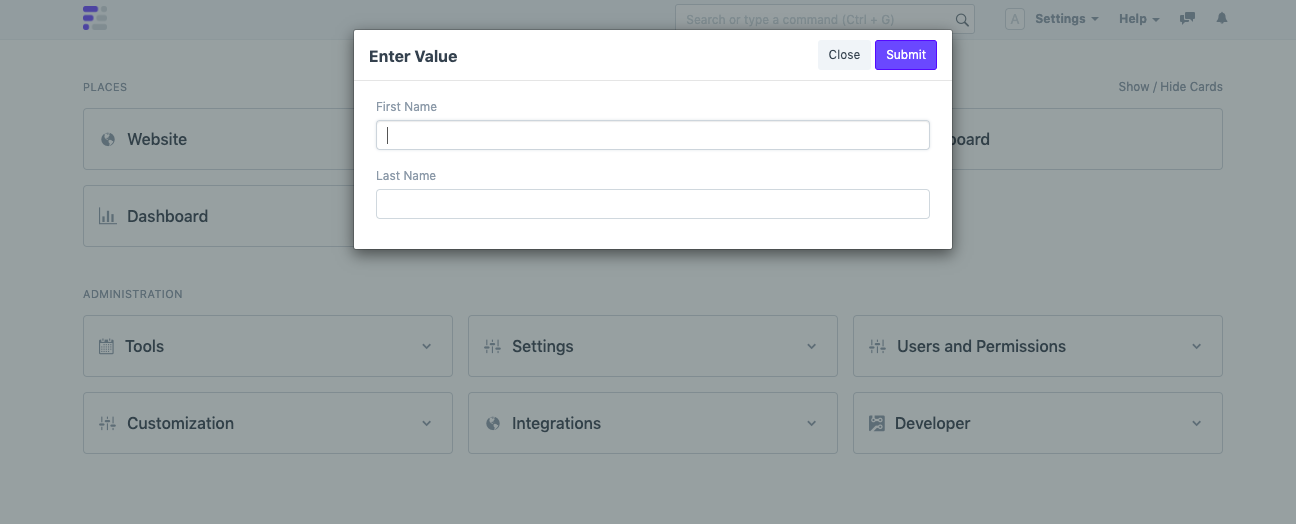 Search or type a command (Ctrl + G)
A
Settings
Help
Enter Value
Close
Submit
First Name
Last Name
PLACES
Show / Hide Cards
Website
Dashboard
ADMINISTRATION
Tools
Settings
Users and Permissions
Customization
Integrations
Developer